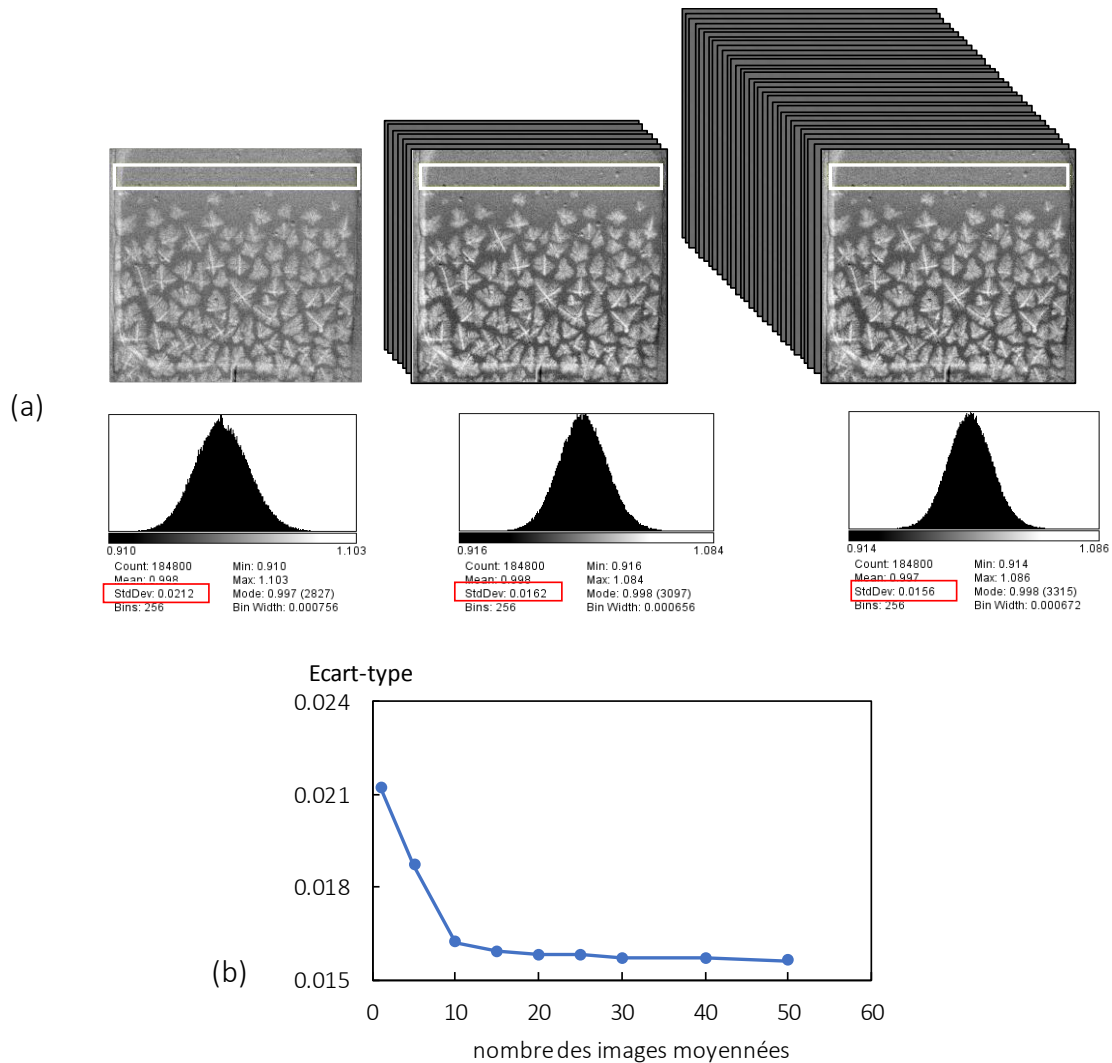 (a)
0.910 1.103
Count: 184800 Min: 0.910
Mean: 0.998 Max: 1.103
StdDev: 0.0212 Mode: 0.997 (2827)
Bins: 256 Bin Width: 0.000756
0.916 1.084
Count: 184800 Min: 0.916
Mean: 0.998 Max: 1.084
StdDev: 0.0162 Mode: 0.998 (3097)
Bins: 256 Bin Width: 0.000656
0.914 1.086
Count: 184800 Min: 0.914
Mean: 0.997 Max: 1.086
StdDev: 0.0156 Mode: 0.998 (3315)
Bins: 256 Bin Width: 0.000672
Ecart-type
0.024
0.021
0.018
0.015
(b)
0 10 20 30 40 50 60
nombre des images moyennées